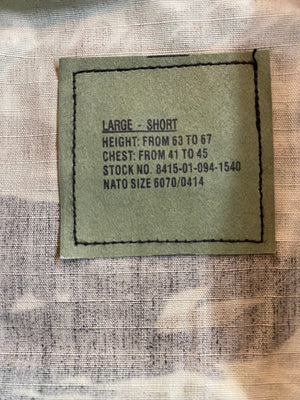 LARGE - SHORT
HEIGHT: FROM 63 TO 67
CHEST: FROM 41 TO 45
STOCK NO. 8415-01-094-1540
NATO SIZE 6070/0414